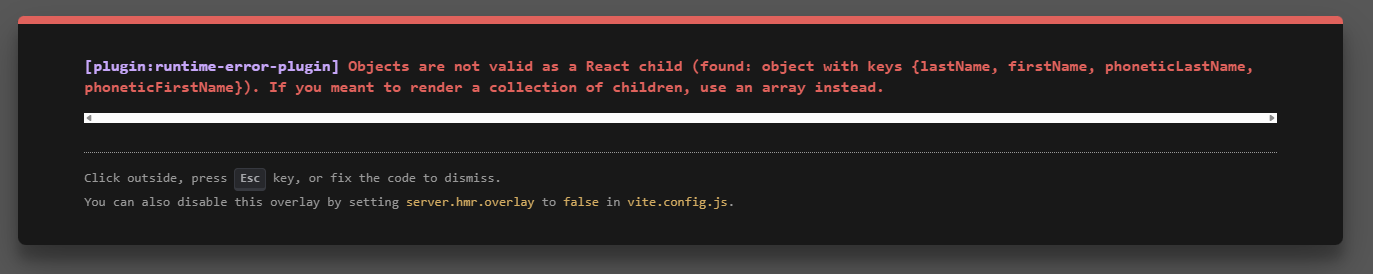 [plugin:runtime-error-plugin] Objects are not valid as a React child (found: object with keys {lastName, firstName, phoneticLastName,
phoneticFirstName}). If you meant to render a collection of children, use an array instead.
Click outside, press Esc key, or fix the code to dismiss.
You can also disable this overlay by setting server.hmr.overlay to false in vite.config.js.